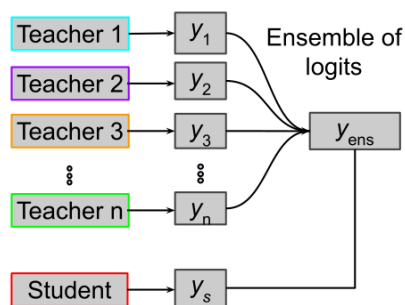 Teacher 1
y1
Ensemble of
logits
Teacher 2
y2
Teacher 3
y3
yens
Teacher n
yn
Student
ys